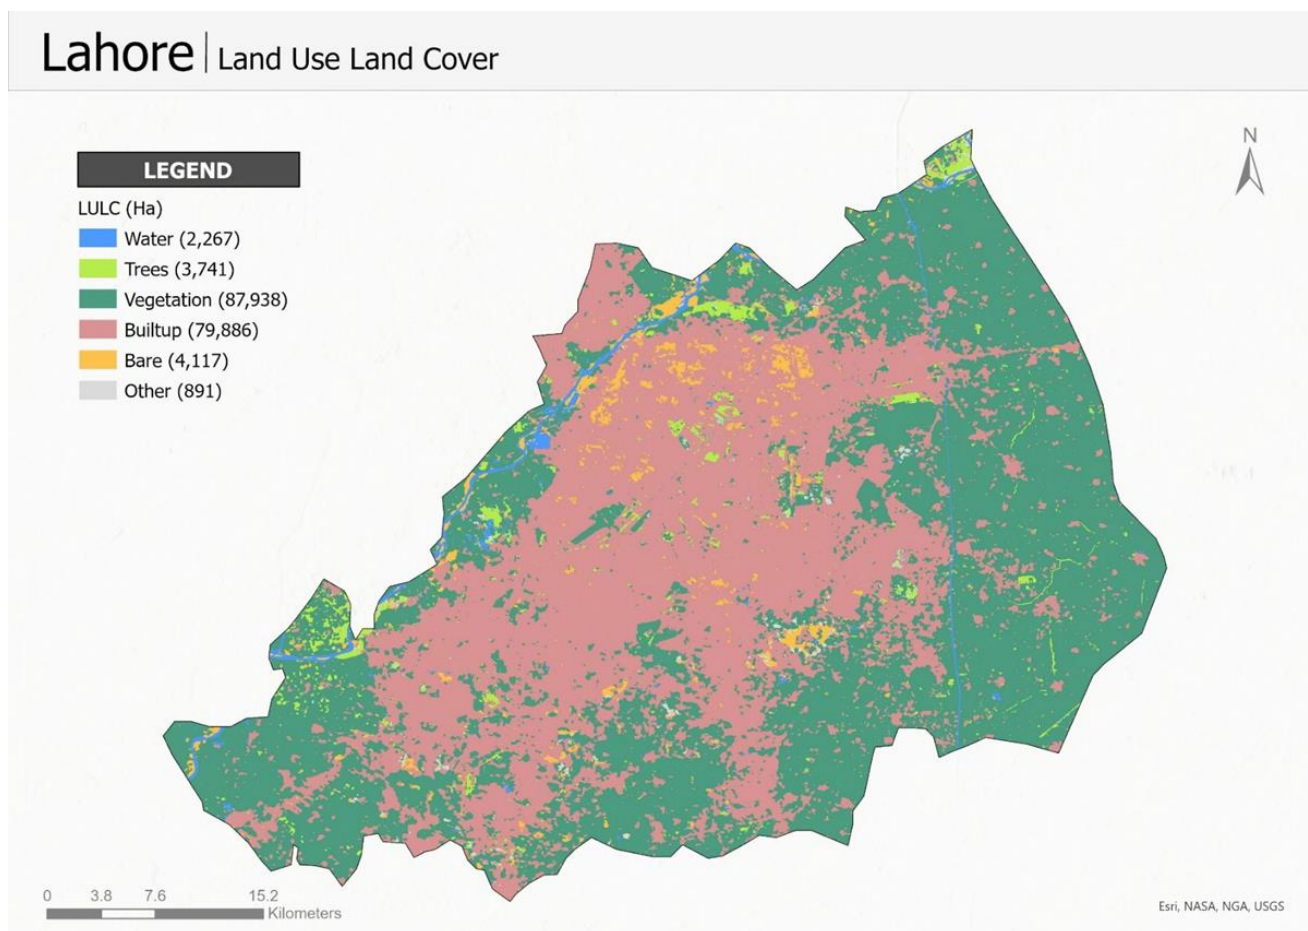 Lahore | Land Use Land Cover
LEGEND
LULC (Ha)
Water (2,267)
Trees (3,741)
Vegetation (87,938)
Builtup (79,886)
Bare (4,117)
Other (891)
N
0 3.8 7.6 15.2
Kilometers
Esri, NASA, NGA, USGS